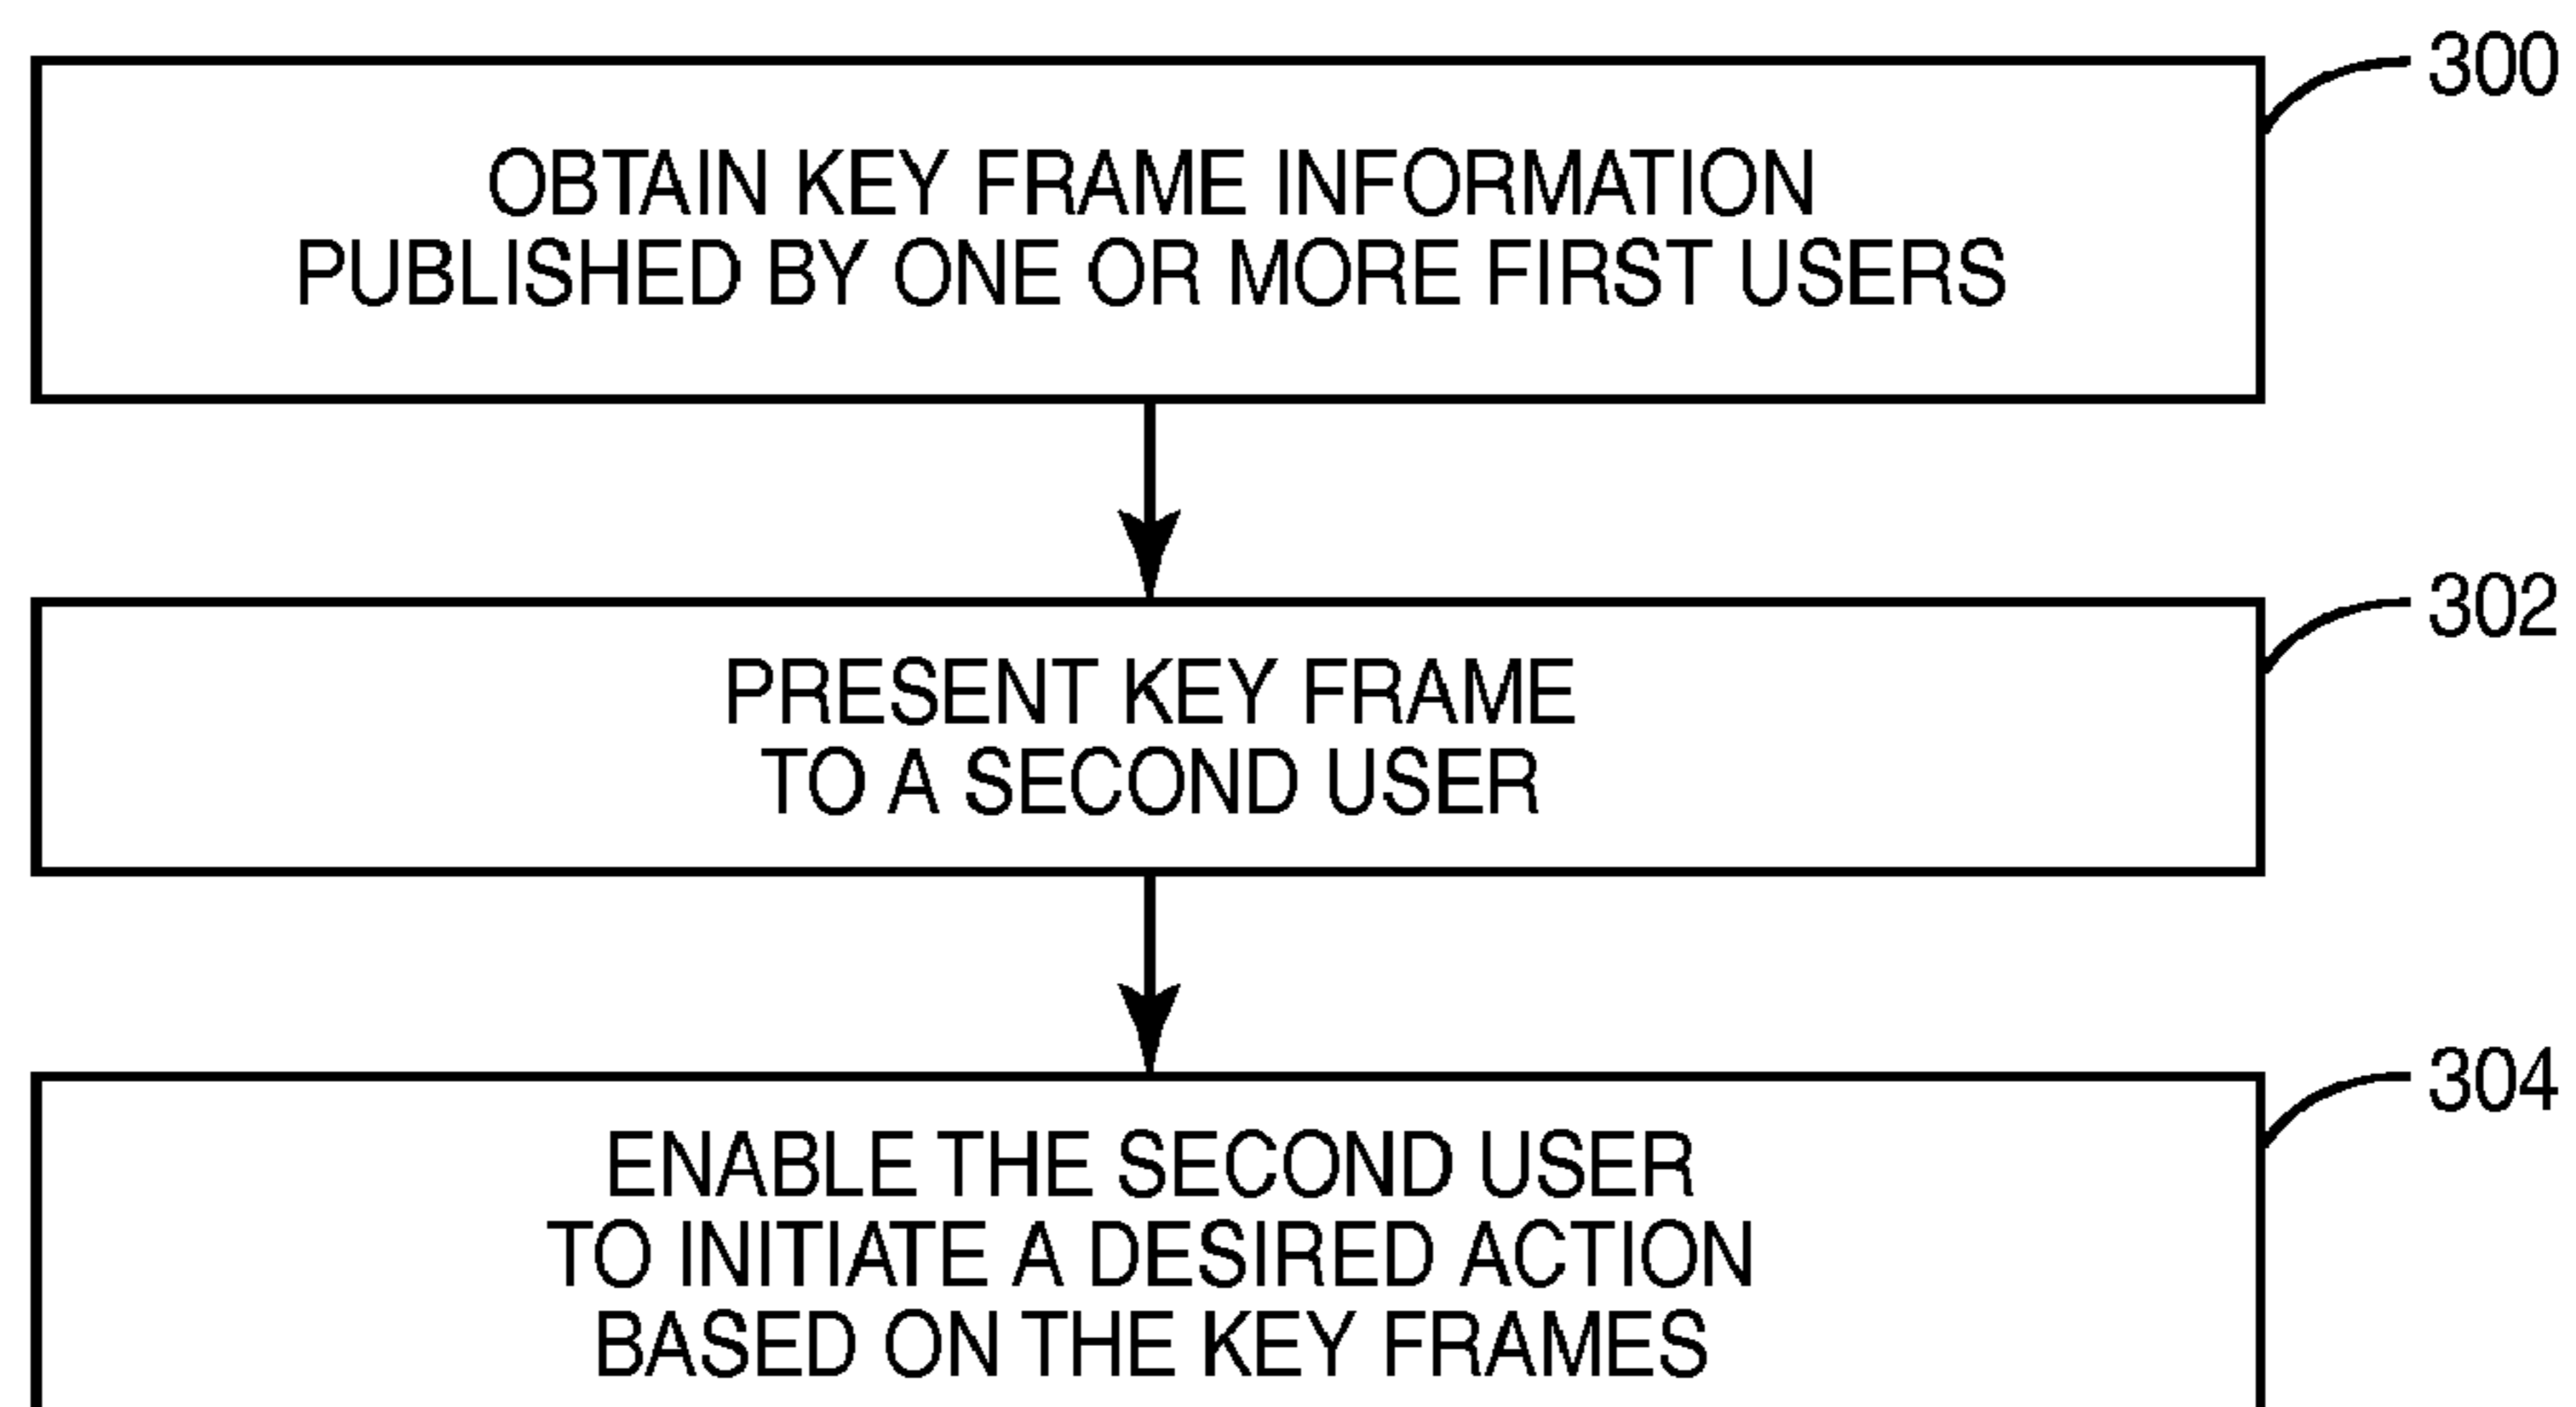 300
OBTAIN KEY FRAME INFORMATION
PUBLISHED BY ONE OR MORE FIRST USERS
302
PRESENT KEY FRAME
TO A SECOND USER
304
ENABLE THE SECOND USER
TO INITIATE A DESIRED ACTION
BASED ON THE KEY FRAMES